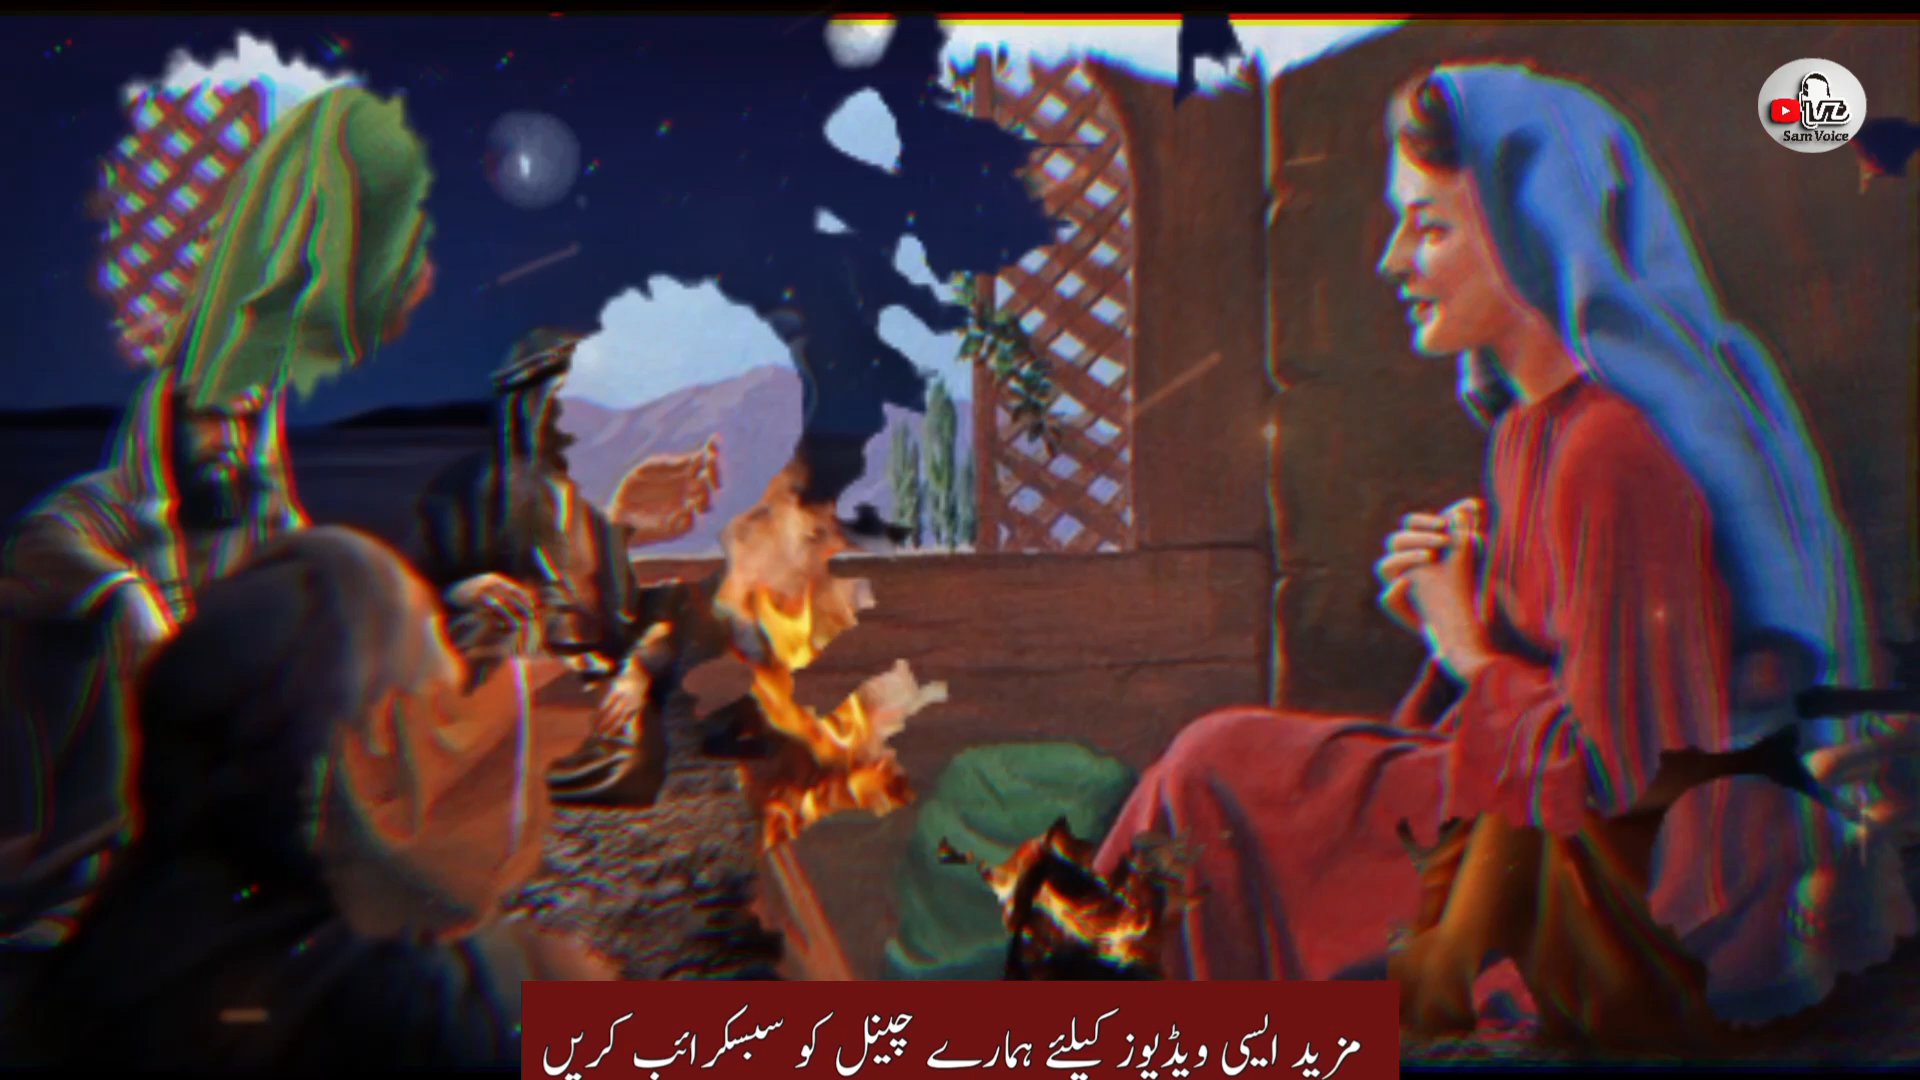 Sam Voice
مزید ایسی ویڈیوز کیلئے ہمارے چینل کو سبسکرائب کریں